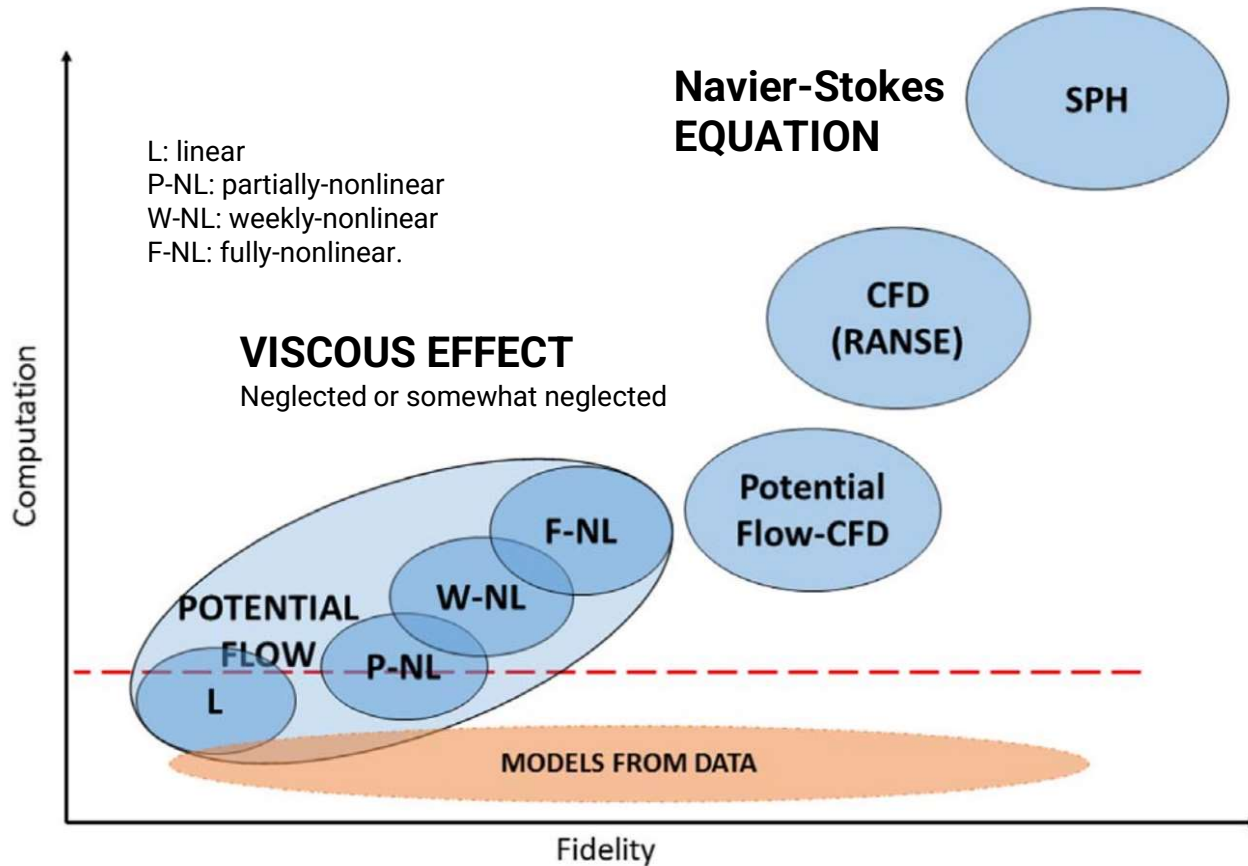 Navier-Stokes
EQUATION
SPH
L: linear
P-NL: partially-nonlinear
W-NL: weekly-nonlinear
F-NL: fully-nonlinear.
CFD
(RANSE)
VISCOUS EFFECT
Neglected or somewhat neglected
Computation
Potential
Flow-CFD
F-NL
W-NL
POTENTIAL
FLOW
P-NL
L
MODELS FROM DATA
Fidelity